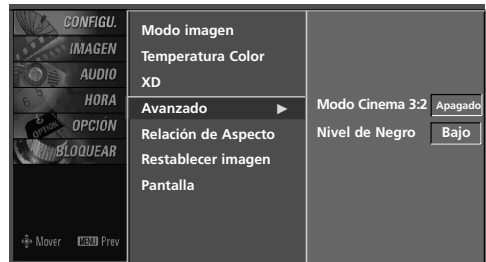 CONFIGU.
IMAGEN
AUDIO
HORA
OPCIÓN
BLOQUEAR
Mover MENU Prev
Modo imagen
Temperatura Color
XD
Avanzado ▶
Relación de Aspecto
Restablecer imagen
Pantalla
Modo Cinema 3:2 Apagado
Nivel de Negro Bajo